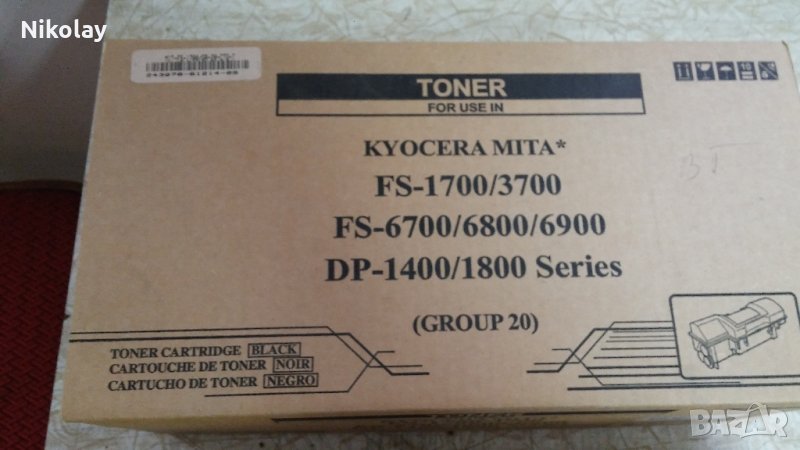 Nikolay
TONER
FOR USE IN
KYOCERA MITA*
FS-1700/3700
FS-6700/6800/6900
DP-1400/1800 Series
(GROUP 20)
TONER CARTRIDGE BLACK
CARTOUCHE DE TONER NOIR
CARTUCHO DE TONER NEGRO
BAZAR